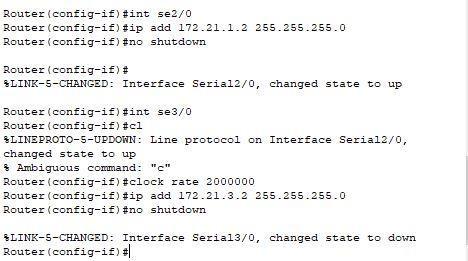 Router(config-if)#int se2/0
Router(config-if)#ip add 172.21.1.2 255.255.255.0
Router(config-if)#no shutdown
Router(config-if)#
%LINK-5-CHANGED: Interface Serial2/0, changed state to up
Router(config-if)#int se3/0
Router(config-if)#cl
%LINEPROTO-5-UPDOWN: Line protocol on Interface Serial2/0,
changed state to up
% Ambiguous command: "c"
Router(config-if)#clock rate 2000000
Router(config-if)#ip add 172.21.3.2 255.255.255.0
Router(config-if)#no shutdown
%LINK-5-CHANGED: Interface Serial3/0, changed state to down
Router(config-if)#